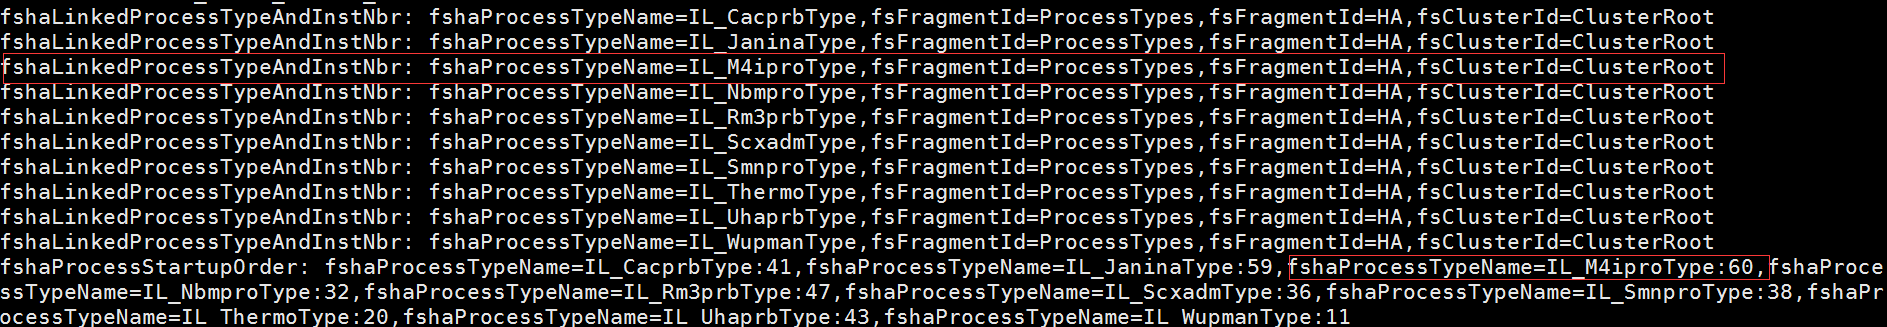 fshaLinkedProcessTypeAndInstNbr: fshaProcessTypeName=IL_CacprbType,fsFragmentId=ProcessTypes,fsFragmentId=HA,fsClusterId=ClusterRoot
fshaLinkedProcessTypeAndInstNbr: fshaProcessTypeName=IL_JaninaType,fsFragmentId=ProcessTypes,fsFragmentId=HA,fsClusterId=ClusterRoot
fshaLinkedProcessTypeAndInstNbr: fshaProcessTypeName=IL_M4iproType,fsFragmentId=ProcessTypes,fsFragmentId=HA,fsClusterId=ClusterRoot
fshaLinkedProcessTypeAndInstNbr: fshaProcessTypeName=IL_NbmproType,fsFragmentId=ProcessTypes,fsFragmentId=HA,fsClusterId=ClusterRoot
fshaLinkedProcessTypeAndInstNbr: fshaProcessTypeName=IL_Rm3prbType,fsFragmentId=ProcessTypes,fsFragmentId=HA,fsClusterId=ClusterRoot
fshaLinkedProcessTypeAndInstNbr: fshaProcessTypeName=IL_ScxadmType,fsFragmentId=ProcessTypes,fsFragmentId=HA,fsClusterId=ClusterRoot
fshaLinkedProcessTypeAndInstNbr: fshaProcessTypeName=IL_SmnproType,fsFragmentId=ProcessTypes,fsFragmentId=HA,fsClusterId=ClusterRoot
fshaLinkedProcessTypeAndInstNbr: fshaProcessTypeName=IL_ThermoType,fsFragmentId=ProcessTypes,fsFragmentId=HA,fsClusterId=ClusterRoot
fshaLinkedProcessTypeAndInstNbr: fshaProcessTypeName=IL_UhaprbType,fsFragmentId=ProcessTypes,fsFragmentId=HA,fsClusterId=ClusterRoot
fshaLinkedProcessTypeAndInstNbr: fshaProcessTypeName=IL_WupmanType,fsFragmentId=ProcessTypes,fsFragmentId=HA,fsClusterId=ClusterRoot
fshaProcessStartupOrder: fshaProcessTypeName=IL_CacprbType:41,fshaProcessTypeName=IL_JaninaType:59,fshaProcessTypeName=IL_M4iproType:60,fshaProce
ssTypeName=IL_NbmproType:32,fshaProcessTypeName=IL_Rm3prbType:47,fshaProcessTypeName=IL_ScxadmType:36,fshaProcessTypeName=IL_SmnproType:38,fshaPr
ocessTypeName=IL_ThermoType:20,fshaProcessTypeName=IL_UhaprbType:43,fshaProcessTypeName=IL_WupmanType:11